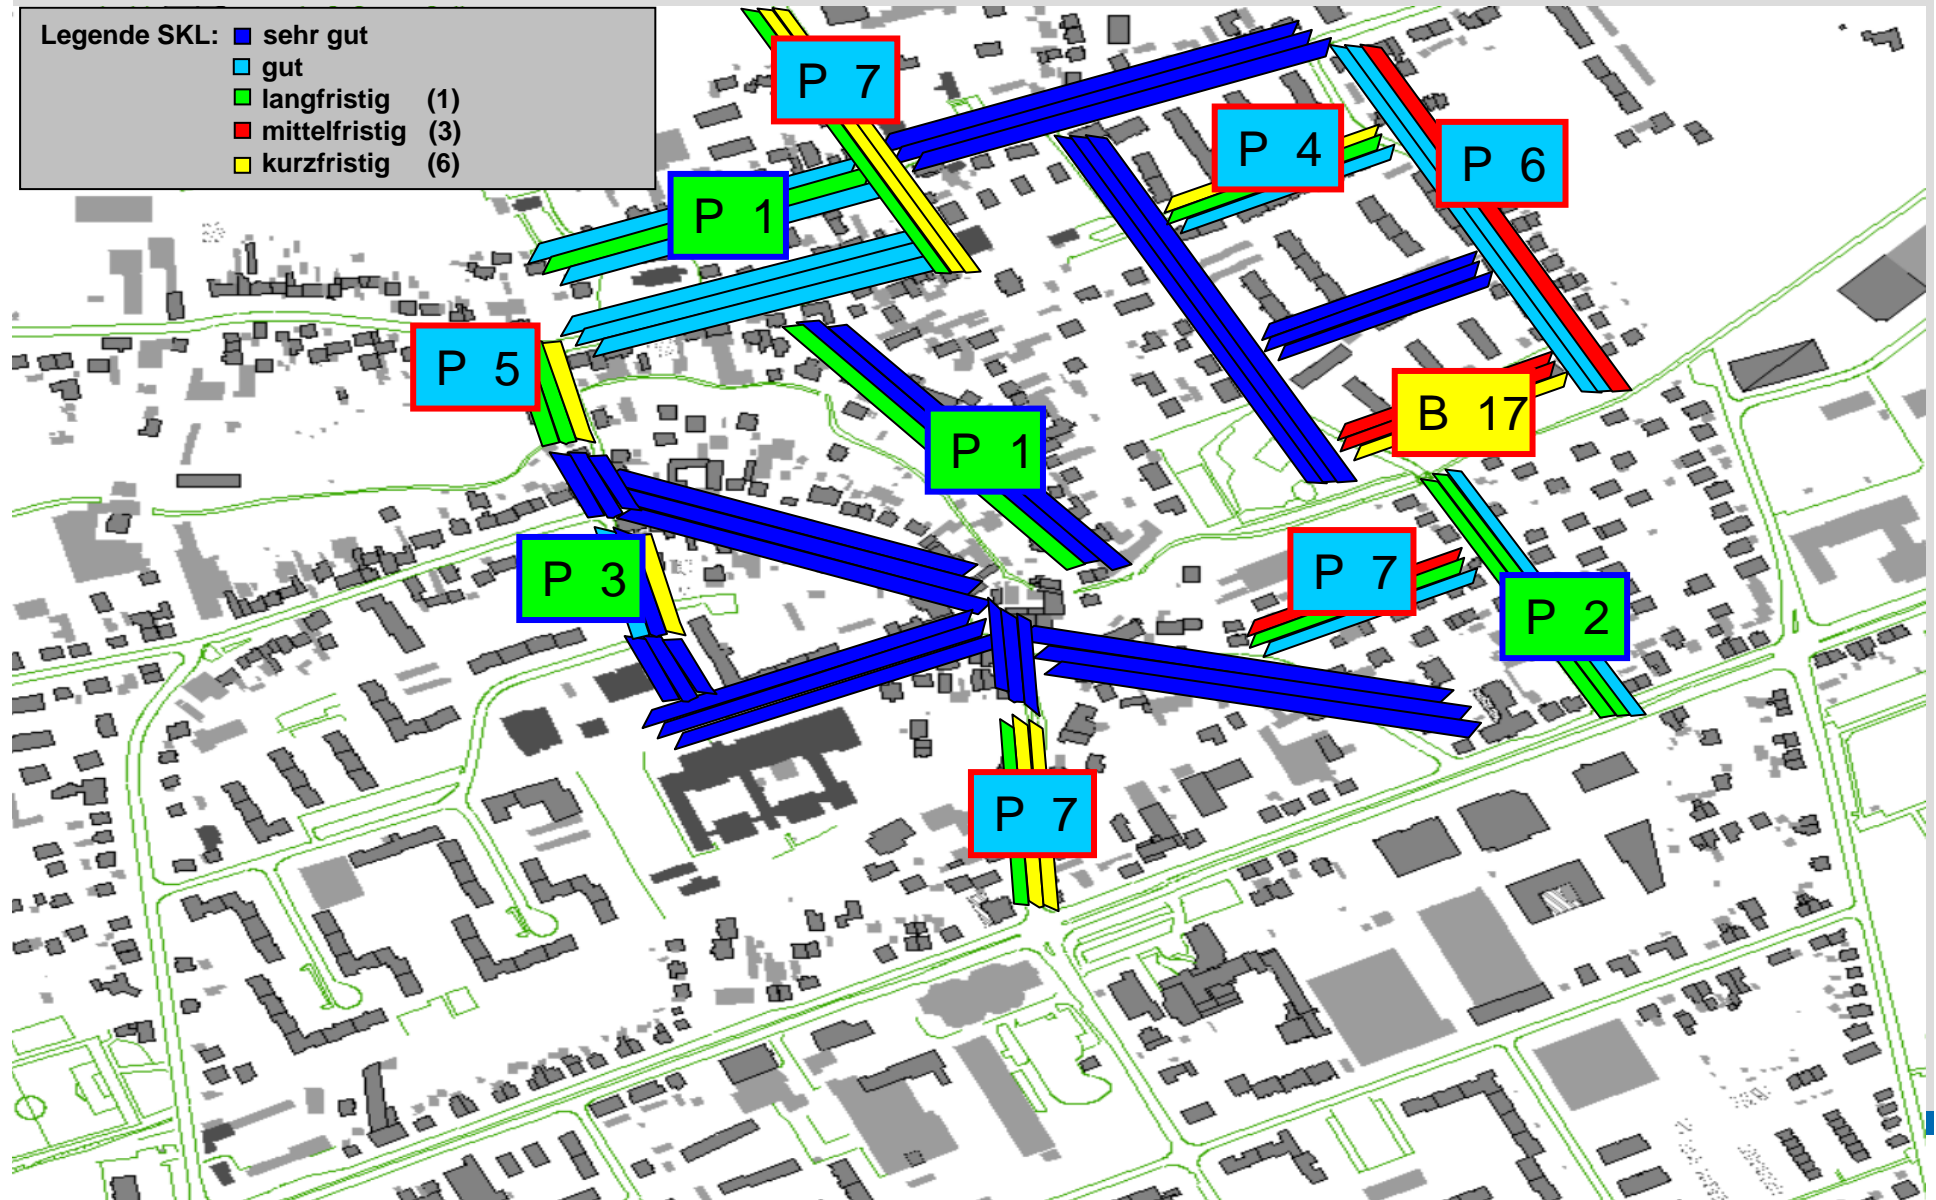 Legende SKL: sehr gut
gut
langfristig (1)
mittelfristig (3)
kurzfristig (6)
P 7
P 4
P 6
P 1
P 5
B 17
P 1
P 7
P 3
P 2
P 7